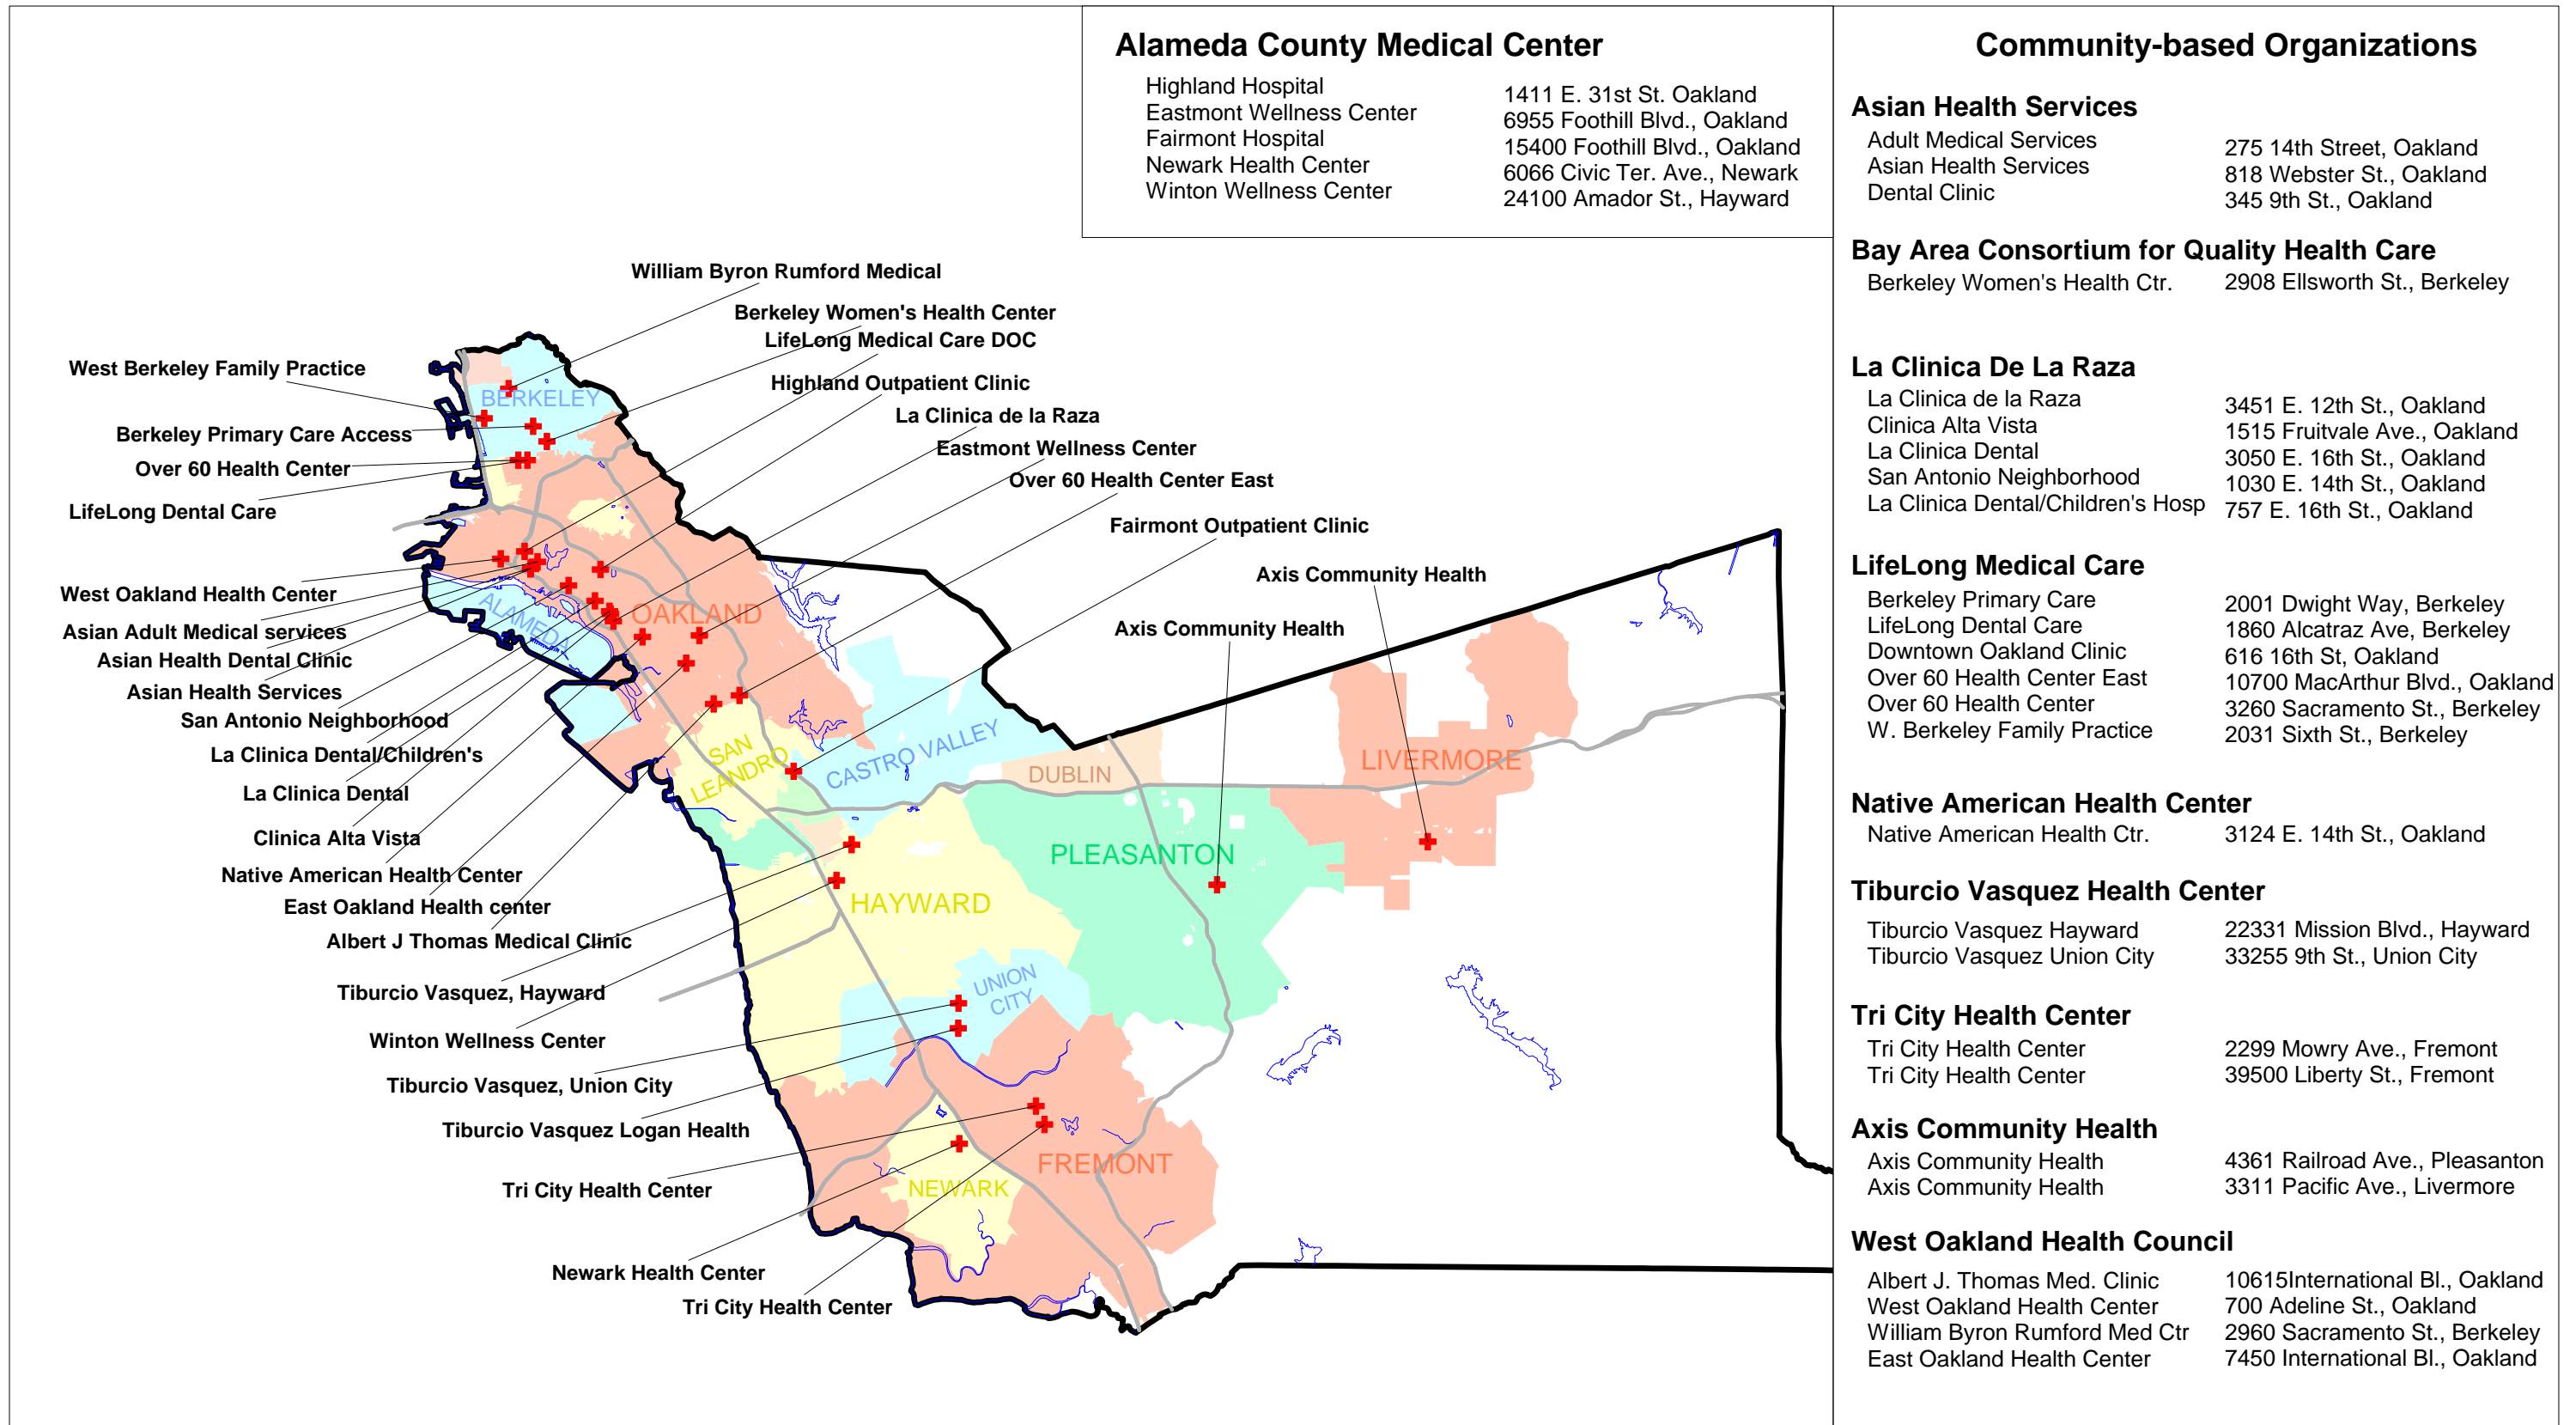 Alameda County Medical Center
Highland Hospital 1411 E. 31st St. Oakland
Eastmont Wellness Center 6955 Foothill Blvd., Oakland
Fairmont Hospital 15400 Foothill Blvd., Oakland
Newark Health Center 6066 Civic Ter. Ave., Newark
Winton Wellness Center 24100 Amador St., Hayward
William Byron Rumford Medical
Berkeley Women's Health Center
LifeLong Medical Care DOC
Highland Outpatient Clinic
La Clinica de la Raza
Eastmont Wellness Center
Over 60 Health Center East
Fairmont Outpatient Clinic
Axis Community Health
Axis Community Health
West Berkeley Family Practice
Berkeley Primary Care Access
Over 60 Health Center
LifeLong Dental Care
West Oakland Health Center
Asian Adult Medical services
Asian Health Dental Clinic
Asian Health Services
San Antonio Neighborhood
La Clinica Dental/Children's
La Clinica Dental
Clinica Alta Vista
Native American Health Center
East Oakland Health center
Albert J Thomas Medical Clinic
Tiburcio Vasquez, Hayward
Winton Wellness Center
Tiburcio Vasquez, Union City
Tiburcio Vasquez Logan Health
Tri City Health Center
Newark Health Center
Tri City Health Center
BERKELEY
ALAMEDA
OAKLAND
SAN
LEANDRO
CASTRO VALLEY
DUBLIN
LIVERMORE
PLEASANTON
HAYWARD
UNION
CITY
FREMONT
NEWARK
Community-based Organizations
Asian Health Services
Adult Medical Services 275 14th Street, Oakland
Asian Health Services 818 Webster St., Oakland
Dental Clinic 345 9th St., Oakland
Bay Area Consortium for Quality Health Care
Berkeley Women's Health Ctr. 2908 Ellsworth St., Berkeley
La Clinica De La Raza
La Clinica de la Raza 3451 E. 12th St., Oakland
Clinica Alta Vista 1515 Fruitvale Ave., Oakland
La Clinica Dental 3050 E. 16th St., Oakland
San Antonio Neighborhood 1030 E. 14th St., Oakland
La Clinica Dental/Children's Hosp 757 E. 16th St., Oakland
LifeLong Medical Care
Berkeley Primary Care 2001 Dwight Way, Berkeley
LifeLong Dental Care 1860 Alcatraz Ave, Berkeley
Downtown Oakland Clinic 616 16th St, Oakland
Over 60 Health Center East 10700 MacArthur Blvd., Oakland
Over 60 Health Center 3260 Sacramento St., Berkeley
W. Berkeley Family Practice 2031 Sixth St., Berkeley
Native American Health Center
Native American Health Ctr. 3124 E. 14th St., Oakland
Tiburcio Vasquez Health Center
Tiburcio Vasquez Hayward 22331 Mission Blvd., Hayward
Tiburcio Vasquez Union City 33255 9th St., Union City
Tri City Health Center
Tri City Health Center 2299 Mowry Ave., Fremont
Tri City Health Center 39500 Liberty St., Fremont
Axis Community Health
Axis Community Health 4361 Railroad Ave., Pleasanton
Axis Community Health 3311 Pacific Ave., Livermore
West Oakland Health Council
Albert J. Thomas Med. Clinic 10615International Bl., Oakland
West Oakland Health Center 700 Adeline St., Oakland
William Byron Rumford Med Ctr 2960 Sacramento St., Berkeley
East Oakland Health Center 7450 International Bl., Oakland